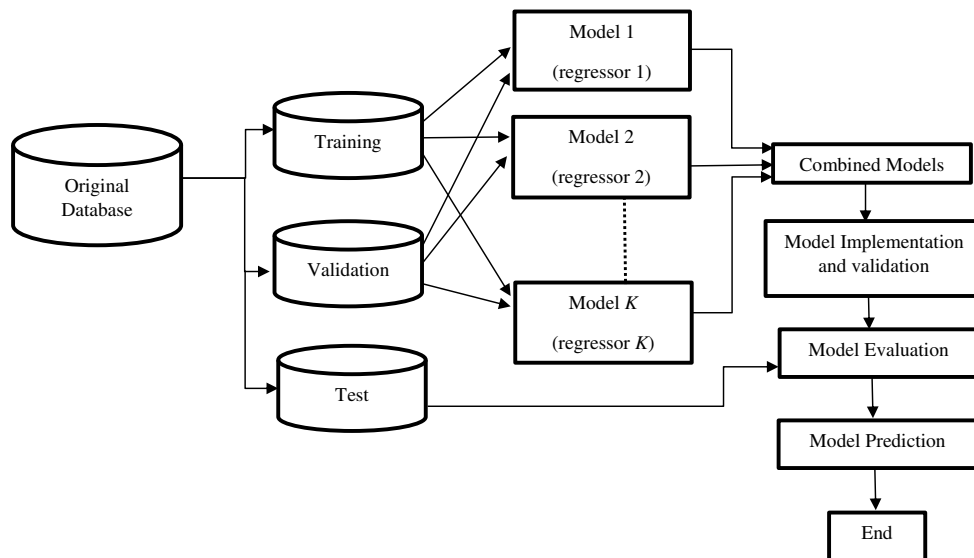 Original
Database
Training
Validation
Test
Model 1
(regressor 1)
Model 2
(regressor 2)
Model K
(regressor K)
Combined Models
Model Implementation
and validation
Model Evaluation
Model Prediction
End